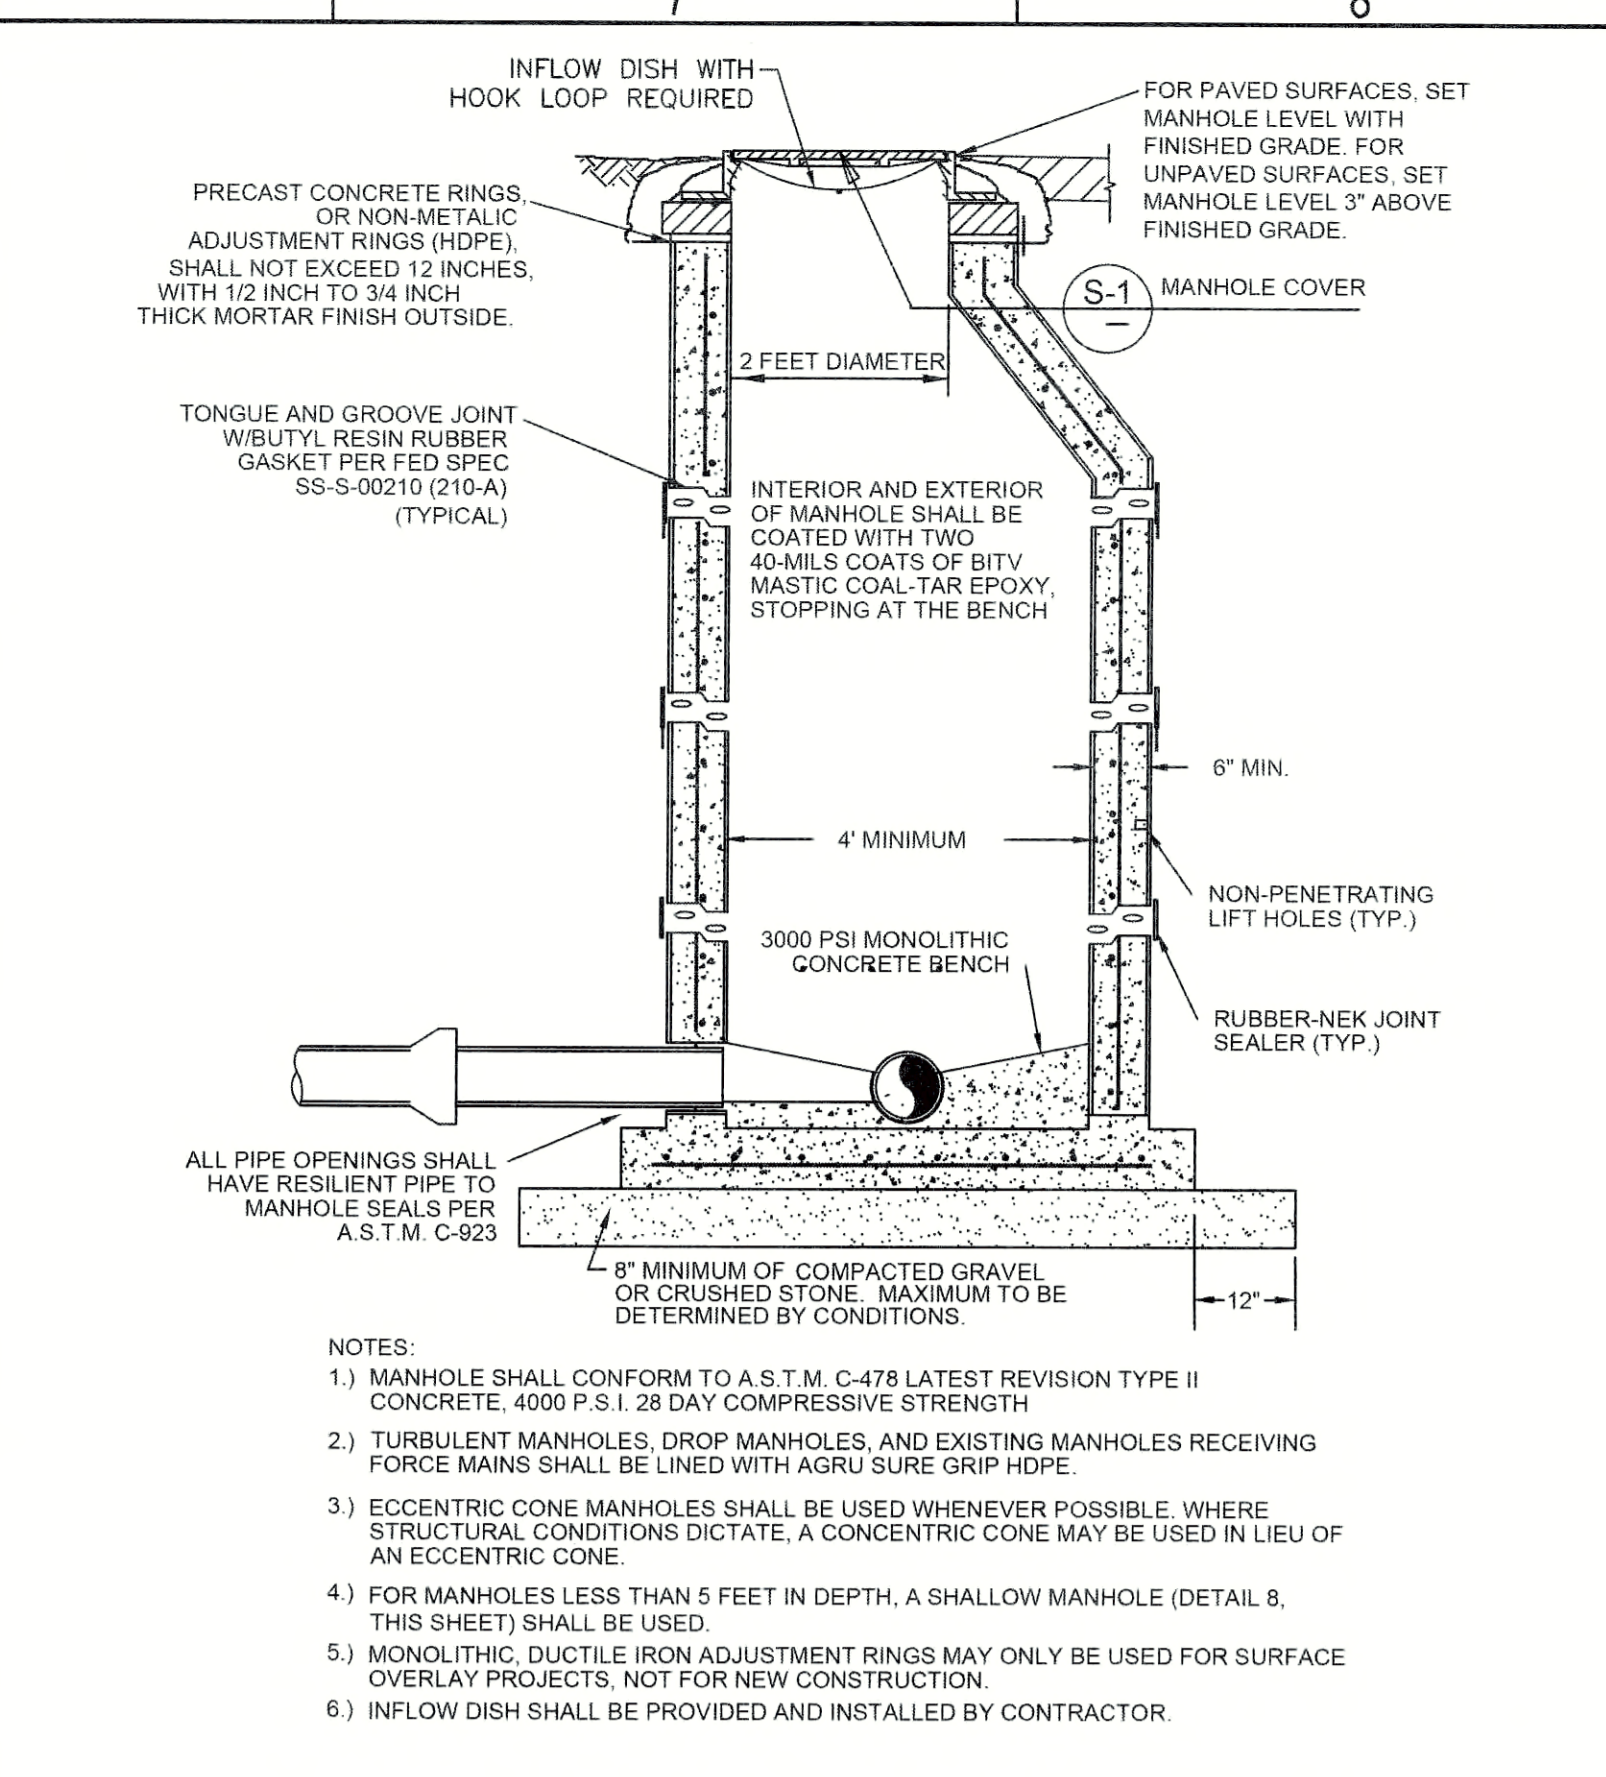 7
8
INFLOW DISH WITH
HOOK LOOP REQUIRED
FOR PAVED SURFACES, SET
MANHOLE LEVEL WITH
FINISHED GRADE. FOR
UNPAVED SURFACES, SET
MANHOLE LEVEL 3" ABOVE
FINISHED GRADE.
PRECAST CONCRETE RINGS,
OR NON-METALIC
ADJUSTMENT RINGS (HDPE),
SHALL NOT EXCEED 12 INCHES,
WITH 1/2 INCH TO 3/4 INCH
THICK MORTAR FINISH OUTSIDE.
S-1
–
MANHOLE COVER
2 FEET DIAMETER
TONGUE AND GROOVE JOINT
W/BUTYL RESIN RUBBER
GASKET PER FED SPEC
SS-S-00210 (210-A)
(TYPICAL)
INTERIOR AND EXTERIOR
OF MANHOLE SHALL BE
COATED WITH TWO
40-MILS COATS OF BITV
MASTIC COAL-TAR EPOXY,
STOPPING AT THE BENCH
6" MIN.
4' MINIMUM
NON-PENETRATING
LIFT HOLES (TYP.)
3000 PSI MONOLITHIC
CONCRETE BENCH
RUBBER-NEK JOINT
SEALER (TYP.)
ALL PIPE OPENINGS SHALL
HAVE RESILIENT PIPE TO
MANHOLE SEALS PER
A.S.T.M. C-923
8" MINIMUM OF COMPACTED GRAVEL
OR CRUSHED STONE. MAXIMUM TO BE
DETERMINED BY CONDITIONS.
12"
NOTES:
1.) MANHOLE SHALL CONFORM TO A.S.T.M. C-478 LATEST REVISION TYPE II
CONCRETE, 4000 P.S.I. 28 DAY COMPRESSIVE STRENGTH
2.) TURBULENT MANHOLES, DROP MANHOLES, AND EXISTING MANHOLES RECEIVING
FORCE MAINS SHALL BE LINED WITH AGRU SURE GRIP HDPE.
3.) ECCENTRIC CONE MANHOLES SHALL BE USED WHENEVER POSSIBLE. WHERE
STRUCTURAL CONDITIONS DICTATE, A CONCENTRIC CONE MAY BE USED IN LIEU OF
AN ECCENTRIC CONE.
4.) FOR MANHOLES LESS THAN 5 FEET IN DEPTH, A SHALLOW MANHOLE (DETAIL 8,
THIS SHEET) SHALL BE USED.
5.) MONOLITHIC, DUCTILE IRON ADJUSTMENT RINGS MAY ONLY BE USED FOR SURFACE
OVERLAY PROJECTS, NOT FOR NEW CONSTRUCTION.
6.) INFLOW DISH SHALL BE PROVIDED AND INSTALLED BY CONTRACTOR.